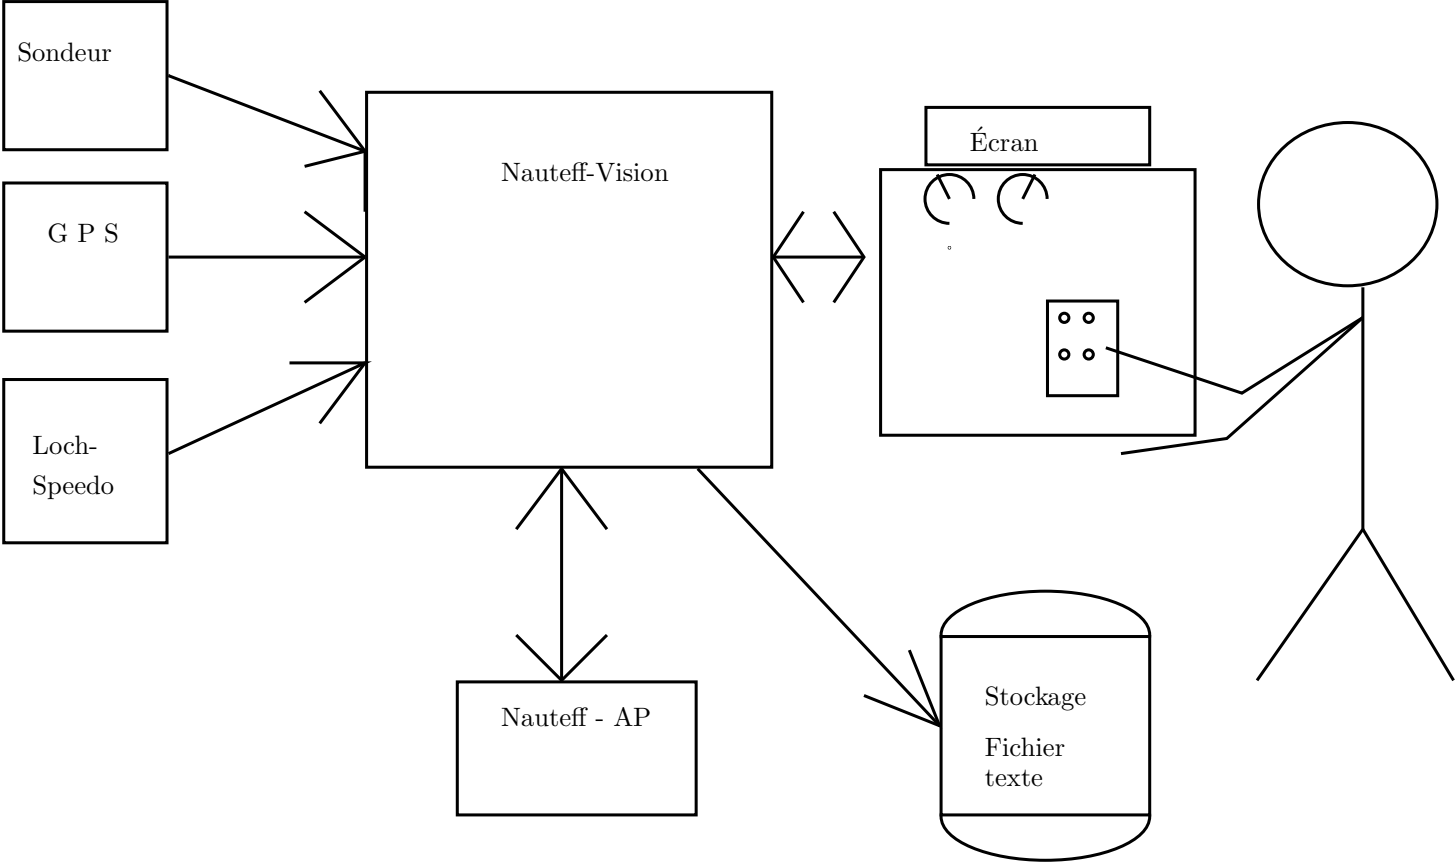 Sondeur
G P S
Loch-
Speedo
Nauteff-Vision
Écran
Nauteff - AP
Stockage
Fichier
texte